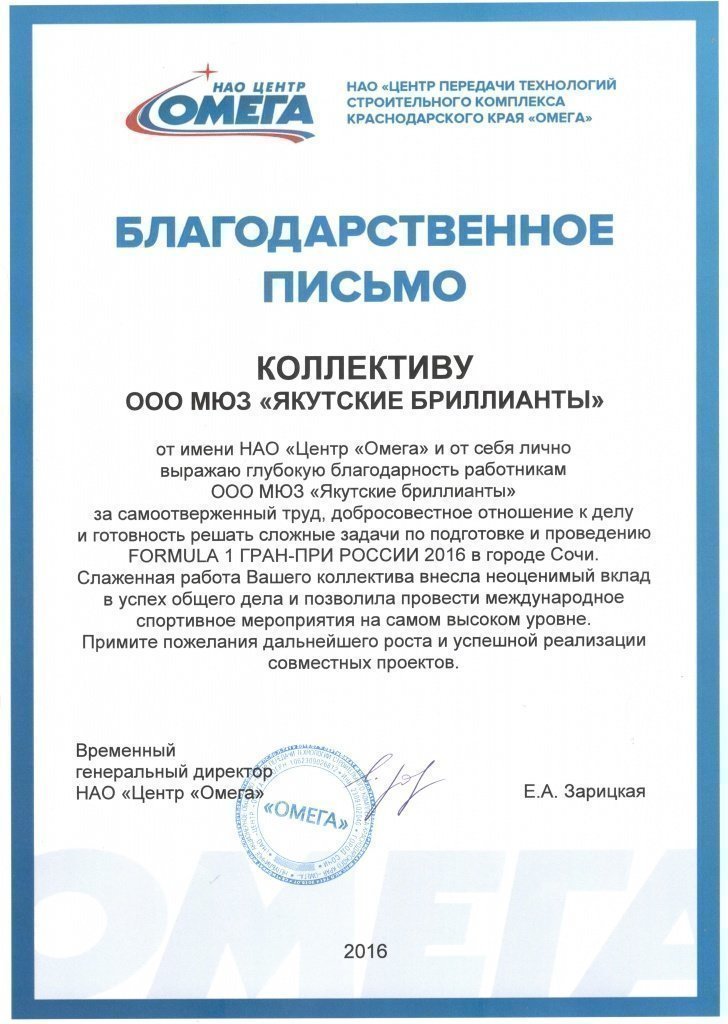 НАО ЦЕНТР
ОМЕГА
НАО «ЦЕНТР ПЕРЕДАЧИ ТЕХНОЛОГИЙ
СТРОИТЕЛЬНОГО КОМПЛЕКСА
КРАСНОДАРСКОГО КРАЯ «ОМЕГА»
БЛАГОДАРСТВЕННОЕ
ПИСЬМО
КОЛЛЕКТИВУ
ООО МЮЗ «ЯКУТСКИЕ БРИЛЛИАНТЫ»
от имени НАО «Центр «Омега» и от себя лично
выражаю глубокую благодарность работникам
ООО МЮЗ «Якутские бриллианты»
за самоотверженный труд, добросовестное отношение к делу
и готовность решать сложные задачи по подготовке и проведению
FORMULA 1 ГРАН-ПРИ РОССИИ 2016 в городе Сочи.
Слаженная работа Вашего коллектива внесла неоценимый вклад
в успех общего дела и позволила провести международное
спортивное мероприятия на самом высоком уровне.
Примите пожелания дальнейшего роста и успешной реализации
совместных проектов.
Временный
генеральный директор
НАО «Центр «Омега»
«ОМЕГА»
Е.А. Зарицкая
ОМЕГА
2016